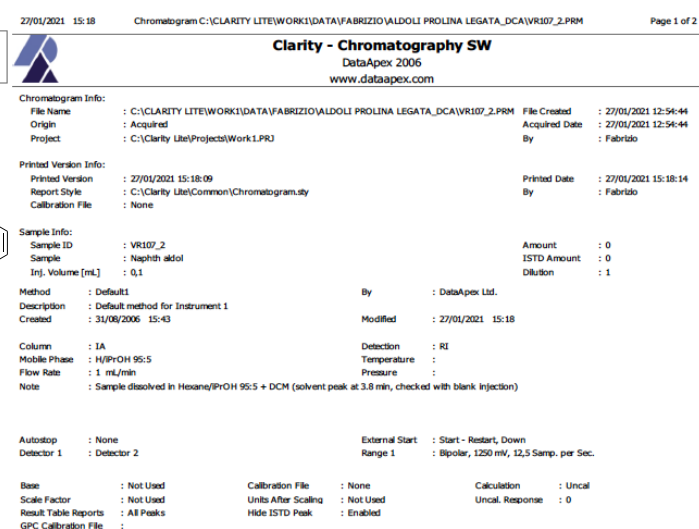 27/01/2021 15:18 Chromatogram C:\CLARITY LITE\WORK1\DATA\FABRIZIO\ALDOLI PROLINA LEGATA_DCA\VR107_2.PRM Page 1 of 2
Clarity - Chromatography SW
DataApex 2006
www.dataapex.com
Chromatogram Info:
File Name : C:\CLARITY LITE\WORK1\DATA\FABRIZIO\ALDOLI PROLINA LEGATA_DCA\VR107_2.PRM File Created : 27/01/2021 12:54:44
Origin : Acquired Acquired Date : 27/01/2021 12:54:44
Project : C:\Clarity Lite\Projects\Work1.PRJ By : Fabrizio
Printed Version Info:
Printed Version : 27/01/2021 15:18:09 Printed Date : 27/01/2021 15:18:14
Report Style : C:\Clarity Lite\Common\Chromatogram.sty By : Fabrizio
Calibration File : None
Sample Info:
Sample ID : VR107_2 Amount : 0
Sample : Naphth aldol ISTD Amount : 0
Inj. Volume [mL] : 0,1 Dilution : 1
Method : Default1 By : DataApex Ltd.
Description : Default method for Instrument 1
Created : 31/08/2006 15:43 Modified : 27/01/2021 15:18
Column : IA Detection : RI
Mobile Phase : H/iPrOH 95:5 Temperature :
Flow Rate : 1 mL/min Pressure :
Note : Sample dissolved in Hexane/iPrOH 95:5 + DCM (solvent peak at 3.8 min, checked with blank injection)
Autostop : None External Start : Start - Restart, Down
Detector 1 : Detector 2 Range 1 : Bipolar, 1250 mV, 12,5 Samp. per Sec.
Base : Not Used Calibration File : None Calculation : Uncal
Scale Factor : Not Used Units After Scaling : Not Used Uncal. Response : 0
Result Table Reports : All Peaks Hide ISTD Peak : Enabled
GPC Calibration File :